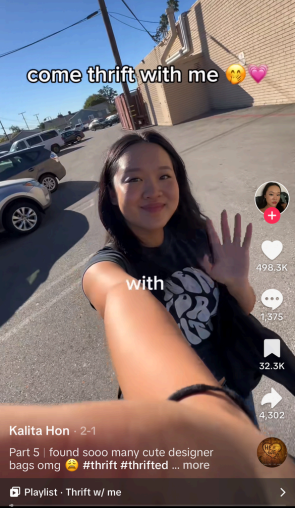 come thrift with me 🤭💗
with
498.3K
1,375
32.3K
4,302
Kalita Hon · 2-1
Part 5 | found sooo many cute designer
bags omg 😩 #thrift #thrifted ... more
Playlist · Thrift w/ me